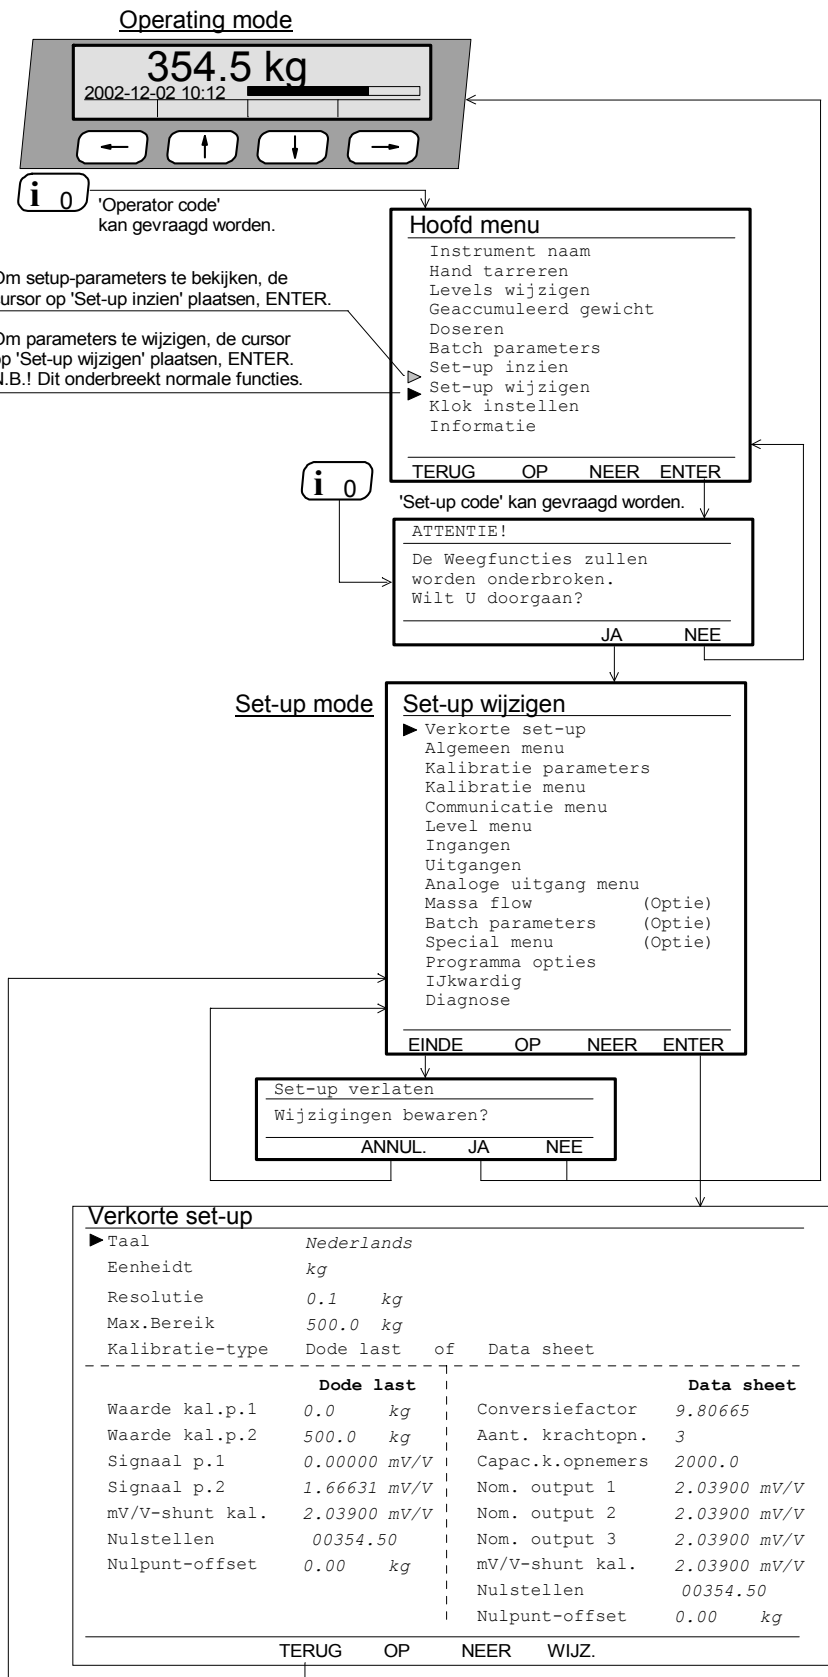 Operating mode
354.5 kg
2002-12-02 10:12
i 0
'Operator code'
kan gevraagd worden.
Hoofd menu
Instrument naam
Hand tarreren
Levels wijzigen
Geaccumuleerd gewicht
Doseren
Batch parameters
Set-up inzien
Set-up wijzigen
Klok instellen
Informatie
TERUG OP NEER ENTER
Om setup-parameters te bekijken, de
cursor op 'Set-up inzien' plaatsen, ENTER.
Om parameters te wijzigen, de cursor
op 'Set-up wijzigen' plaatsen, ENTER.
N.B.! Dit onderbreekt normale functies.
i 0
'Set-up code' kan gevraagd worden.
ATTENTIE!
De Weegfuncties zullen
worden onderbroken.
Wilt U doorgaan?
JA NEE
Set-up mode
Set-up wijzigen
Verkorte set-up
Algemeen menu
Kalibratie parameters
Kalibratie menu
Communicatie menu
Level menu
Ingangen
Uitgangen
Analoge uitgang menu
Massa flow (Optie)
Batch parameters (Optie)
Special menu (Optie)
Programma opties
IJkwardig
Diagnose
EINDE OP NEER ENTER
Set-up verlaten
Wijzigingen bewaren?
ANNUL. JA NEE
Verkorte set-up
Taal Nederlands
Eenheidt kg
Resolutie 0.1 kg
Max.Bereik 500.0 kg
Kalibratie-type Dode last of Data sheet
Dode last
Waarde kal.p.1 0.0 kg
Waarde kal.p.2 500.0 kg
Signaal p.1 0.00000 mV/V
Signaal p.2 1.66631 mV/V
mV/V-shunt kal. 2.03900 mV/V
Nulstellen 00354.50
Nulpunt-offset 0.00 kg
Data sheet
Conversiefactor 9.80665
Aant. krachtopn. 3
Capac.k.opnemers 2000.0
Nom. output 1 2.03900 mV/V
Nom. output 2 2.03900 mV/V
Nom. output 3 2.03900 mV/V
mV/V-shunt kal. 2.03900 mV/V
Nulstellen 00354.50
Nulpunt-offset 0.00 kg
TERUG OP NEER WIJZ.